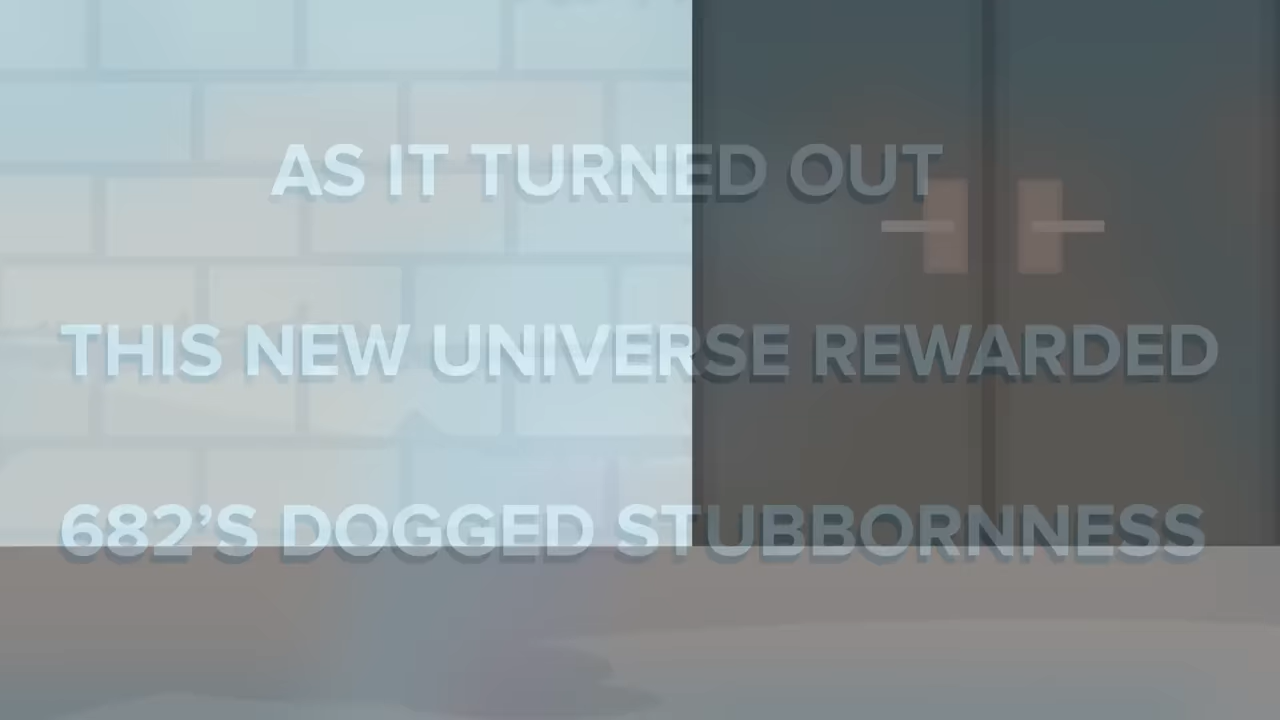 AS IT TURNED OUT
THIS NEW UNIVERSE REWARDED
682’S DOGGED STUBBORNNESS